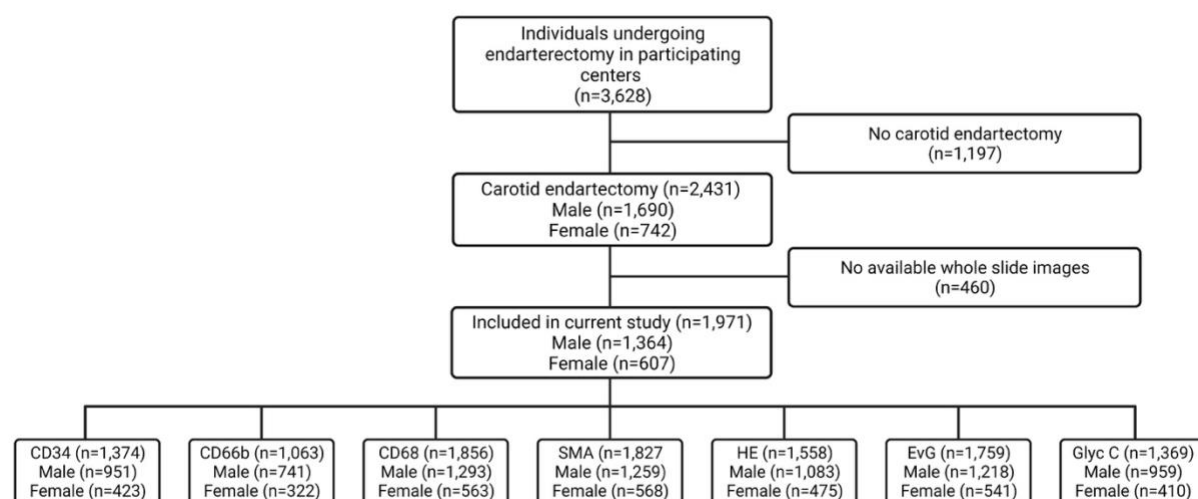 Individuals undergoing
endarterectomy in participating
centers
(n=3,628)
No carotid endartectomy
(n=1,197)
Carotid endartectomy (n=2,431)
Male (n=1,690)
Female (n=742)
No available whole slide images
(n=460)
Included in current study (n=1,971)
Male (n=1,364)
Female (n=607)
CD34 (n=1,374)
Male (n=951)
Female (n=423)
CD66b (n=1,063)
Male (n=741)
Female (n=322)
CD68 (n=1,856)
Male (n=1,293)
Female (n=563)
SMA (n=1,827
Male (n=1,259)
Female (n=568)
HE (n=1,558)
Male (n=1,083)
Female (n=475)
EvG (n=1,759)
Male (n=1,218)
Female (n=541)
Glyc C (n=1,369)
Male (n=959)
Female (n=410)